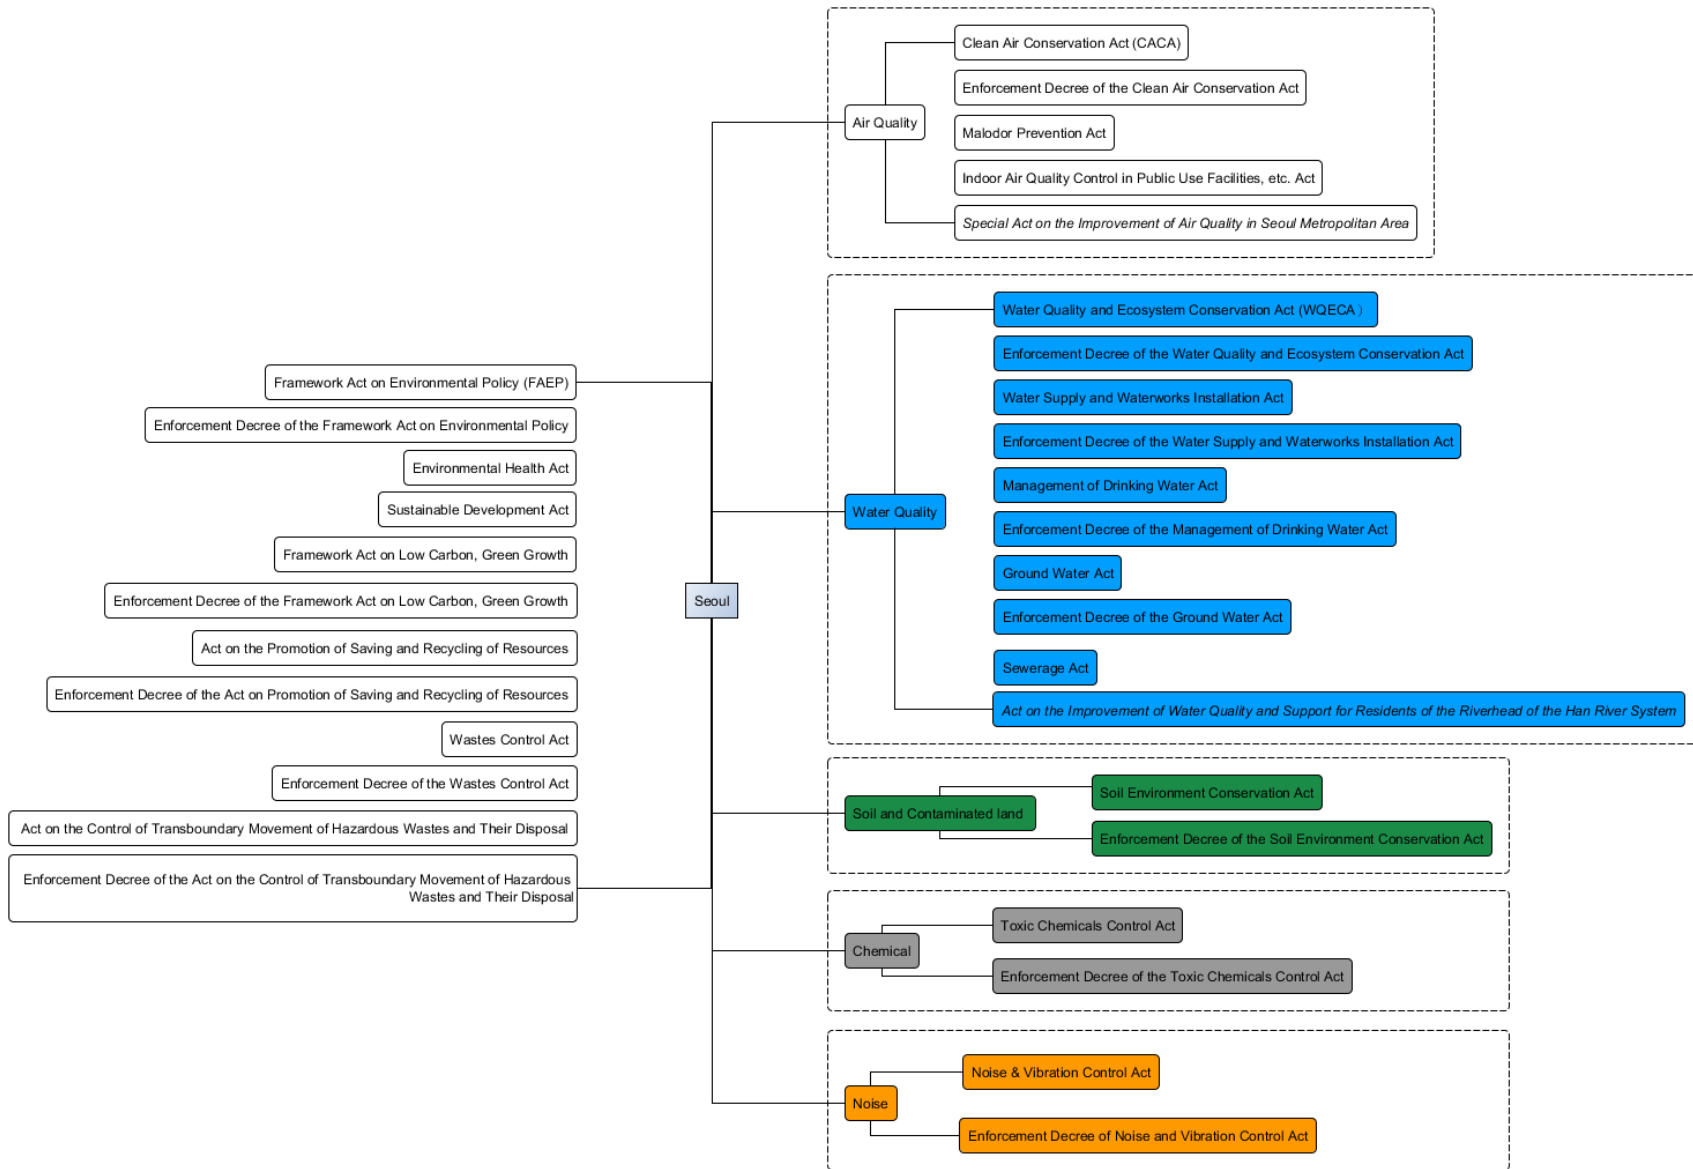 Framework Act on Environmental Policy (FAEP)
Enforcement Decree of the Framework Act on Environmental Policy
Environmental Health Act
Sustainable Development Act
Framework Act on Low Carbon, Green Growth
Enforcement Decree of the Framework Act on Low Carbon, Green Growth
Act on the Promotion of Saving and Recycling of Resources
Enforcement Decree of the Act on Promotion of Saving and Recycling of Resources
Wastes Control Act
Enforcement Decree of the Wastes Control Act
Act on the Control of Transboundary Movement of Hazardous Wastes and Their Disposal
Enforcement Decree of the Act on the Control of Transboundary Movement of Hazardous
Wastes and Their Disposal
Seoul
Air Quality
Clean Air Conservation Act (CACA)
Enforcement Decree of the Clean Air Conservation Act
Malodor Prevention Act
Indoor Air Quality Control in Public Use Facilities, etc. Act
Special Act on the Improvement of Air Quality in Seoul Metropolitan Area
Water Quality
Water Quality and Ecosystem Conservation Act (WQECA）
Enforcement Decree of the Water Quality and Ecosystem Conservation Act
Water Supply and Waterworks Installation Act
Enforcement Decree of the Water Supply and Waterworks Installation Act
Management of Drinking Water Act
Enforcement Decree of the Management of Drinking Water Act
Ground Water Act
Enforcement Decree of the Ground Water Act
Sewerage Act
Act on the Improvement of Water Quality and Support for Residents of the Riverhead of the Han River System
Soil and Contaminated land
Soil Environment Conservation Act
Enforcement Decree of the Soil Environment Conservation Act
Chemical
Toxic Chemicals Control Act
Enforcement Decree of the Toxic Chemicals Control Act
Noise
Noise & Vibration Control Act
Enforcement Decree of Noise and Vibration Control Act